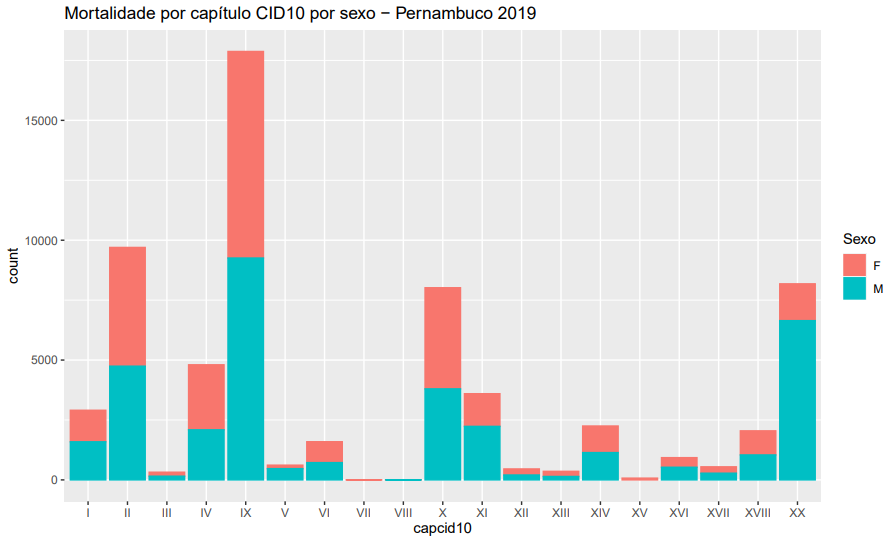 Mortalidade por capítulo CID10 por sexo − Pernambuco 2019
15000
10000
5000
0
count
I II III IV IX V VI VII VIII X XI XII XIII XIV XV XVI XVII XVIII XX
capcid10
Sexo
F
M